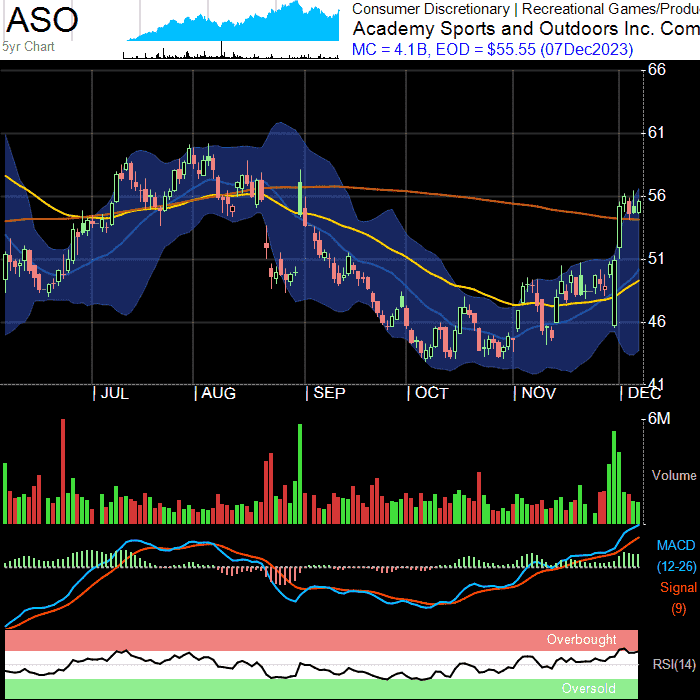 ASO
5yr Chart
Consumer Discretionary | Recreational Games/Produ
Academy Sports and Outdoors Inc. Com
MC = 4.1B, EOD = $55.55 (07Dec2023)
66
61
56
51
46
41
| JUL | AUG | SEP | OCT | NOV | DEC
6M
Volume
MACD
(12-26)
Signal
(9)
Overbought
RSI(14)
Oversold